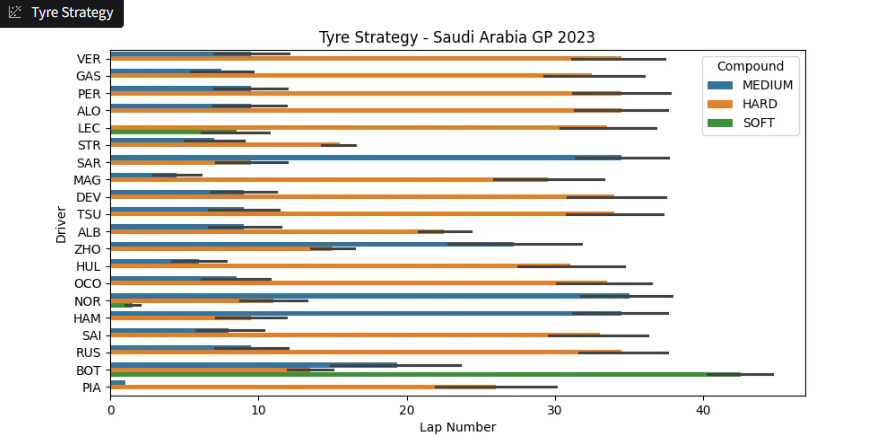 Tyre Strategy
Tyre Strategy - Saudi Arabia GP 2023
Compound
MEDIUM
HARD
SOFT
Driver
VER
GAS
PER
ALO
LEC
STR
SAR
MAG
DEV
TSU
ALB
ZHO
HUL
OCO
NOR
HAM
SAI
RUS
BOT
PIA
0 10 20 30 40
Lap Number